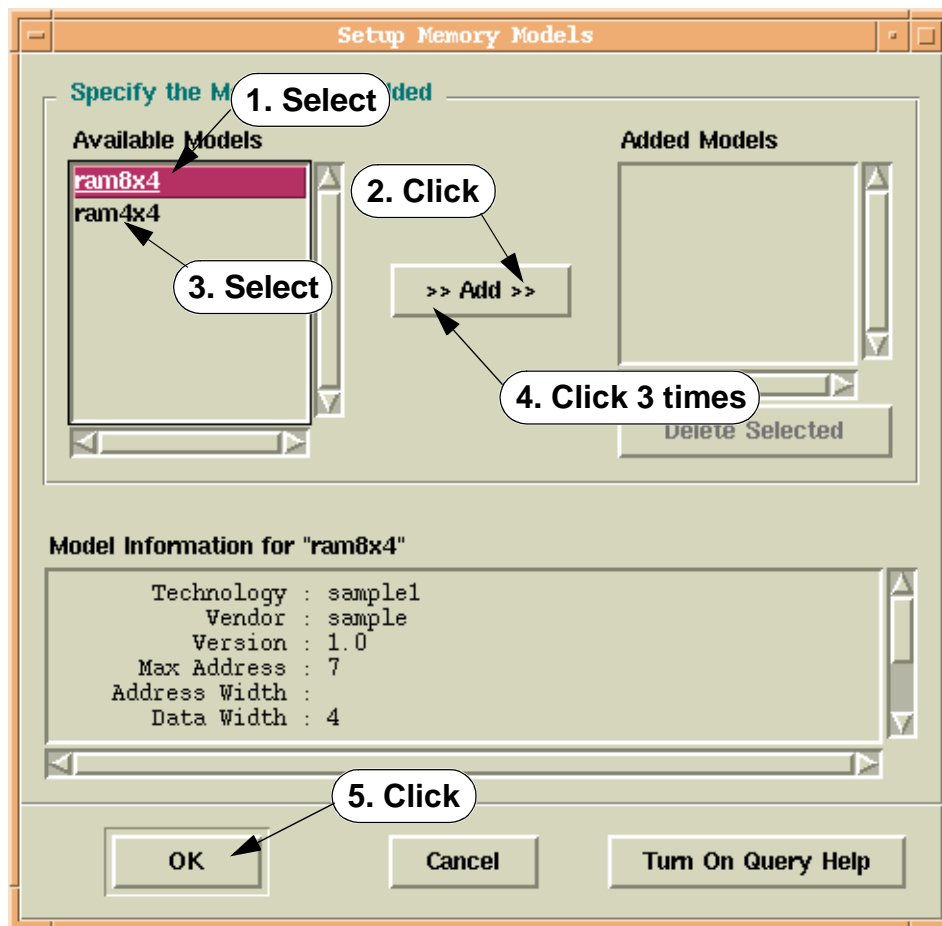 Setup Memory Models
Specify the M
1. Select
dded
Available Models
Added Models
ram8x4
ram4x4
2. Click
3. Select
>> Add >>
4. Click 3 times
Delete Selected
Model Information for "ram8x4"
Technology : sample1
Vendor : sample
Version : 1.0
Max Address : 7
Address Width :
Data Width : 4
5. Click
OK
Cancel
Turn On Query Help